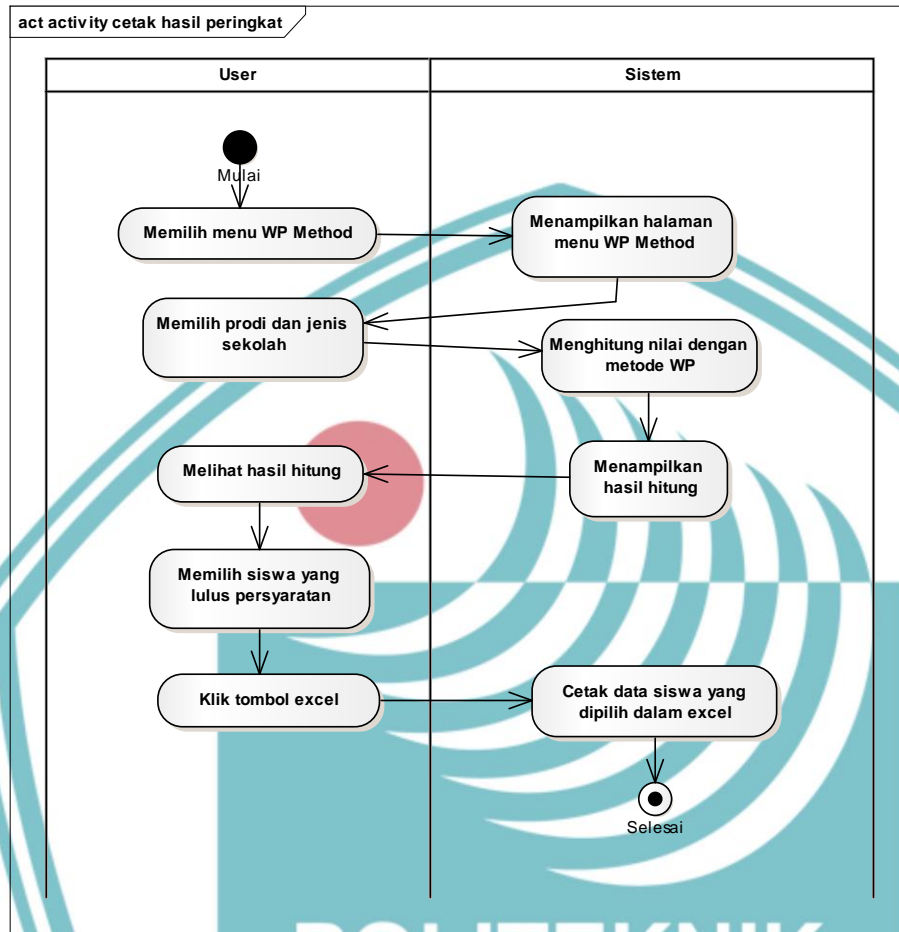 act activity cetak hasil peringkat
User
Sistem
Mulai
Memilih menu WP Method
Menampilkan halaman
menu WP Method
Memilih prodi dan jenis
sekolah
Menghitung nilai dengan
metode WP
Menampilkan
hasil hitung
Melihat hasil hitung
Memilih siswa yang
lulus persyaratan
Klik tombol excel
Cetak data siswa yang
dipilih dalam excel
Selesai
POLITEKNIK